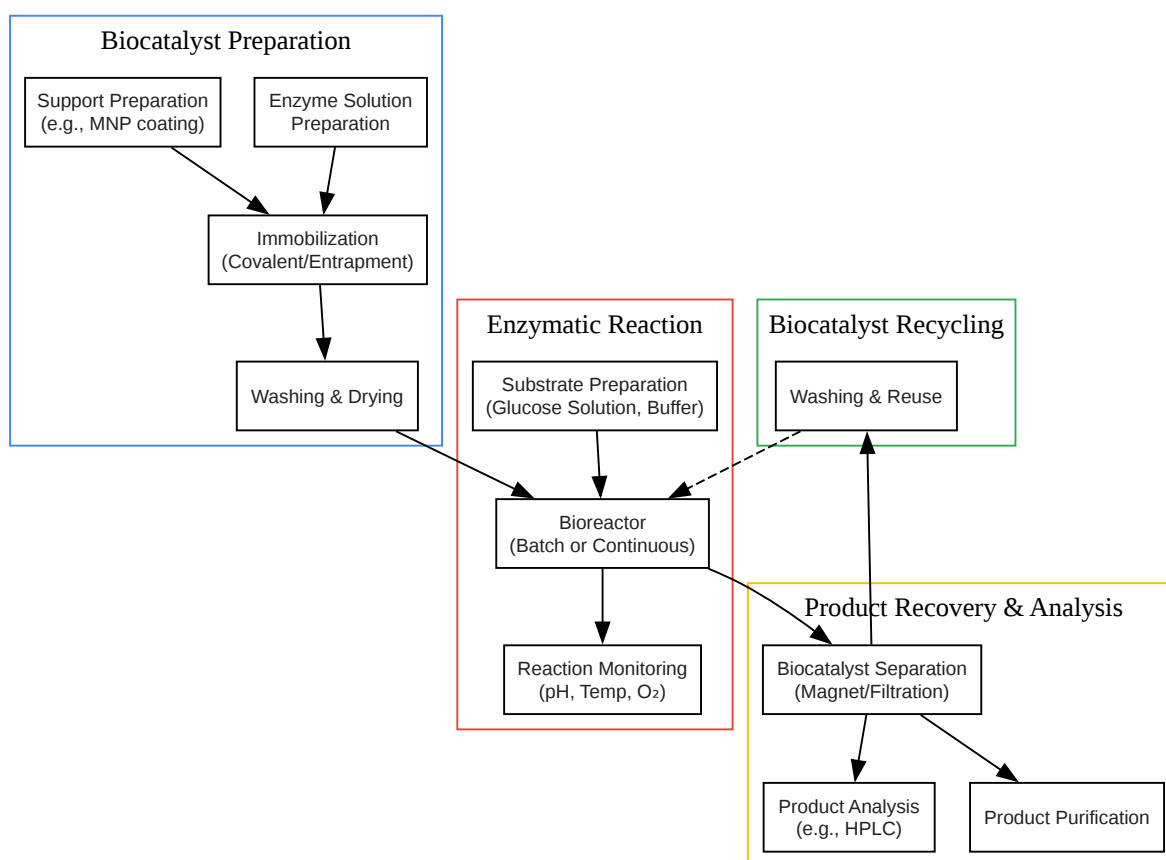 Biocatalyst Preparation
Support Preparation
(e.g., MNP coating)
Enzyme Solution
Preparation
Immobilization
(Covalent/Entrapment)
Washing & Drying
Enzymatic Reaction
Substrate Preparation
(Glucose Solution, Buffer)
Bioreactor
(Batch or Continuous)
Reaction Monitoring
(pH, Temp, O₂)
Biocatalyst Recycling
Washing & Reuse
Product Recovery & Analysis
Biocatalyst Separation
(Magnet/Filtration)
Product Analysis
(e.g., HPLC)
Product Purification